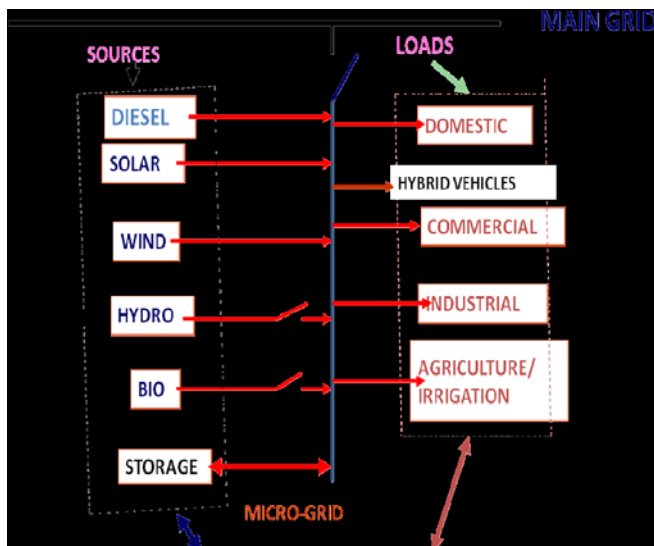 MAIN GRID
SOURCES
LOADS
DIESEL
DOMESTIC
SOLAR
HYBRID VEHICLES
COMMERCIAL
WIND
HYDRO
INDUSTRIAL
BIO
AGRICULTURE/
IRRIGATION
STORAGE
MICRO-GRID